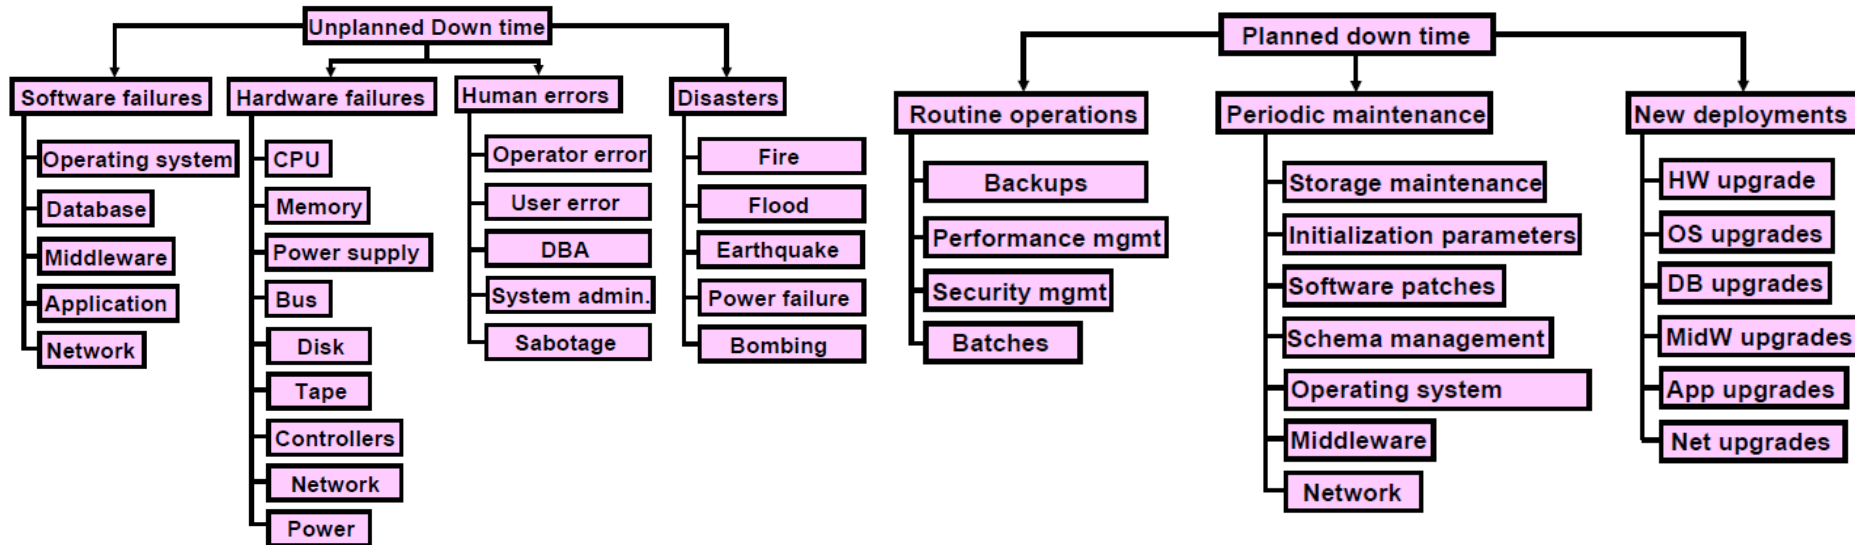 Unplanned Down time
Software failures
Operating system
Database
Middleware
Application
Network
Hardware failures
CPU
Memory
Power supply
Bus
Disk
Tape
Controllers
Network
Power
Human errors
Operator error
User error
DBA
System admin.
Sabotage
Disasters
Fire
Flood
Earthquake
Power failure
Bombing
Planned down time
Routine operations
Backups
Performance mgmt
Security mgmt
Batches
Periodic maintenance
Storage maintenance
Initialization parameters
Software patches
Schema management
Operating system
Middleware
Network
New deployments
HW upgrade
OS upgrades
DB upgrades
MidW upgrades
App upgrades
Net upgrades